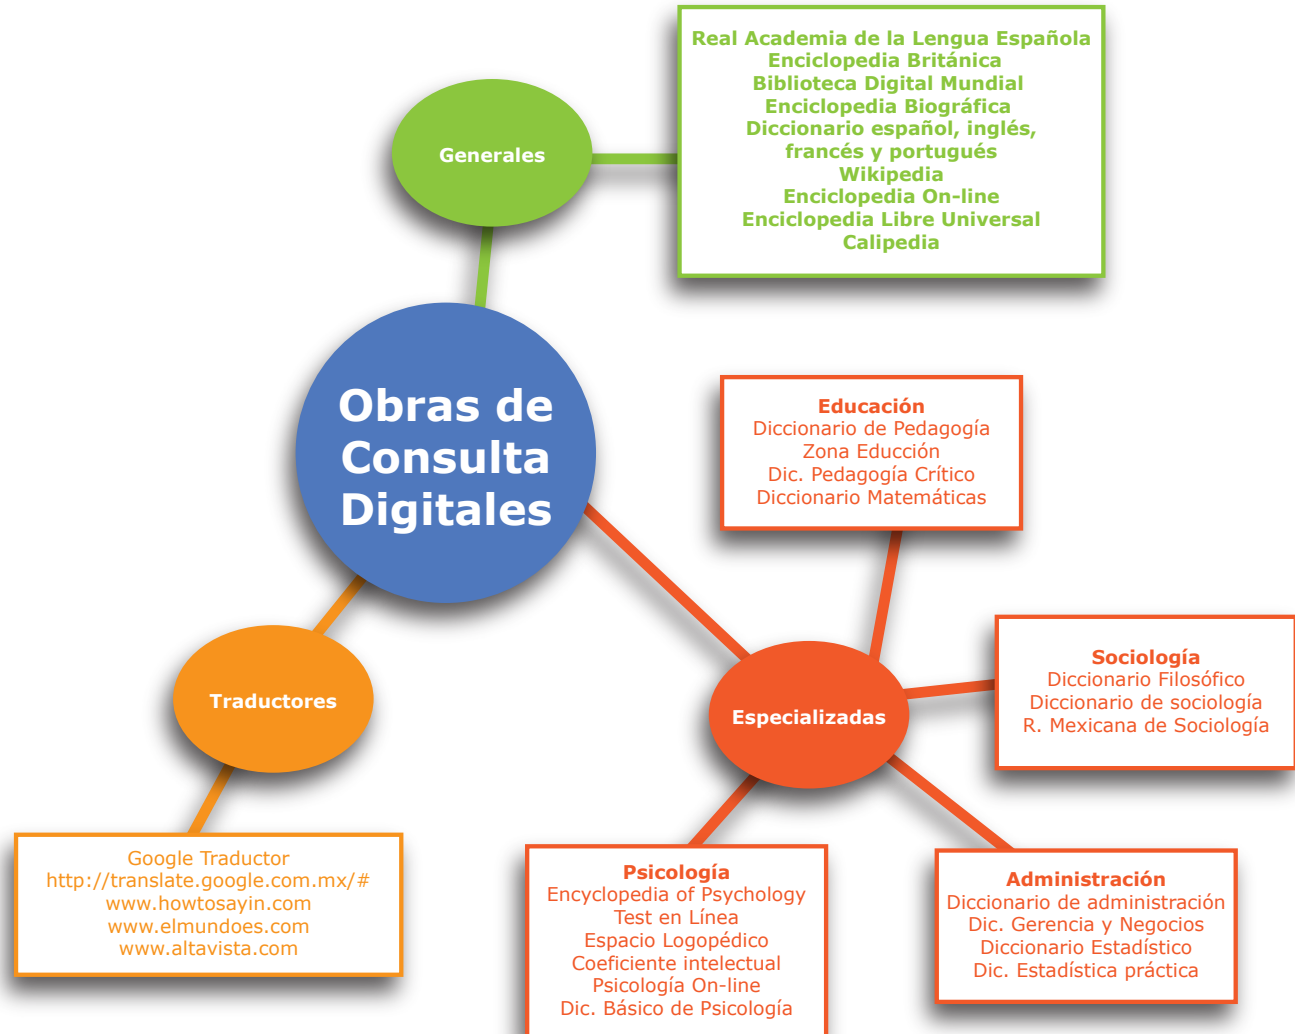 Real Academia de la Lengua Española
Enciclopedia Británica
Biblioteca Digital Mundial
Enciclopedia Biográfica
Diccionario español, inglés,
francés y portugués
Wikipedia
Enciclopedia On-line
Enciclopedia Libre Universal
Calipedia
Generales
Obras de
Consulta
Digitales
Educación
Diccionario de Pedagogía
Zona Educción
Dic. Pedagogía Crítico
Diccionario Matemáticas
Sociología
Diccionario Filosófico
Diccionario de sociología
R. Mexicana de Sociología
Traductores
Especializadas
Google Traductor
http://translate.google.com.mx/#
www.howtosayin.com
www.elmundoes.com
www.altavista.com
Psicología
Encyclopedia of Psychology
Test en Línea
Espacio Logopédico
Coeficiente intelectual
Psicología On-line
Dic. Básico de Psicología
Administración
Diccionario de administración
Dic. Gerencia y Negocios
Diccionario Estadístico
Dic. Estadística práctica